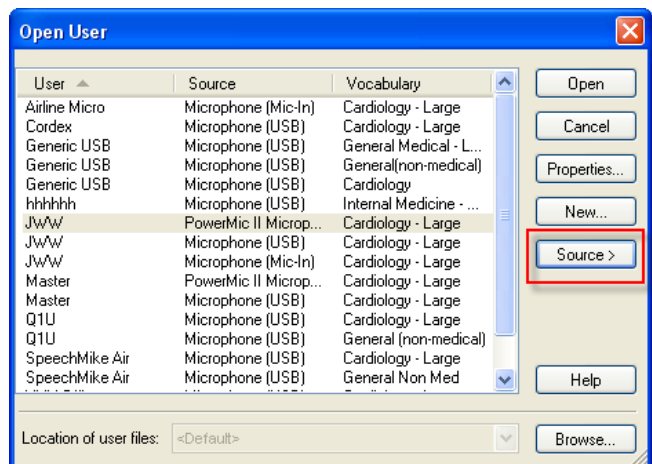 Open User
User Source Vocabulary
Airline Micro Microphone (Mic-In) Cardiology - Large
Cordex Microphone (USB) Cardiology - Large
Generic USB Microphone (USB) General Medical - L...
Generic USB Microphone (USB) General(non-medical)
Generic USB Microphone (USB) Cardiology
hhhhhh Microphone (USB) Internal Medicine - ...
JWW PowerMic II Microp... Cardiology - Large
JWW Microphone (USB) Cardiology - Large
JWW Microphone (Mic-In) Cardiology - Large
Master PowerMic II Microp... Cardiology - Large
Master Microphone (USB) Cardiology - Large
Q1U Microphone (USB) Cardiology - Large
Q1U Microphone (USB) General (non-medical)
SpeechMike Air Microphone (USB) Cardiology - Large
SpeechMike Air Microphone (USB) General Non Med
Open
Cancel
Properties...
New...
Source >
Help
Location of user files: <Default> Browse...